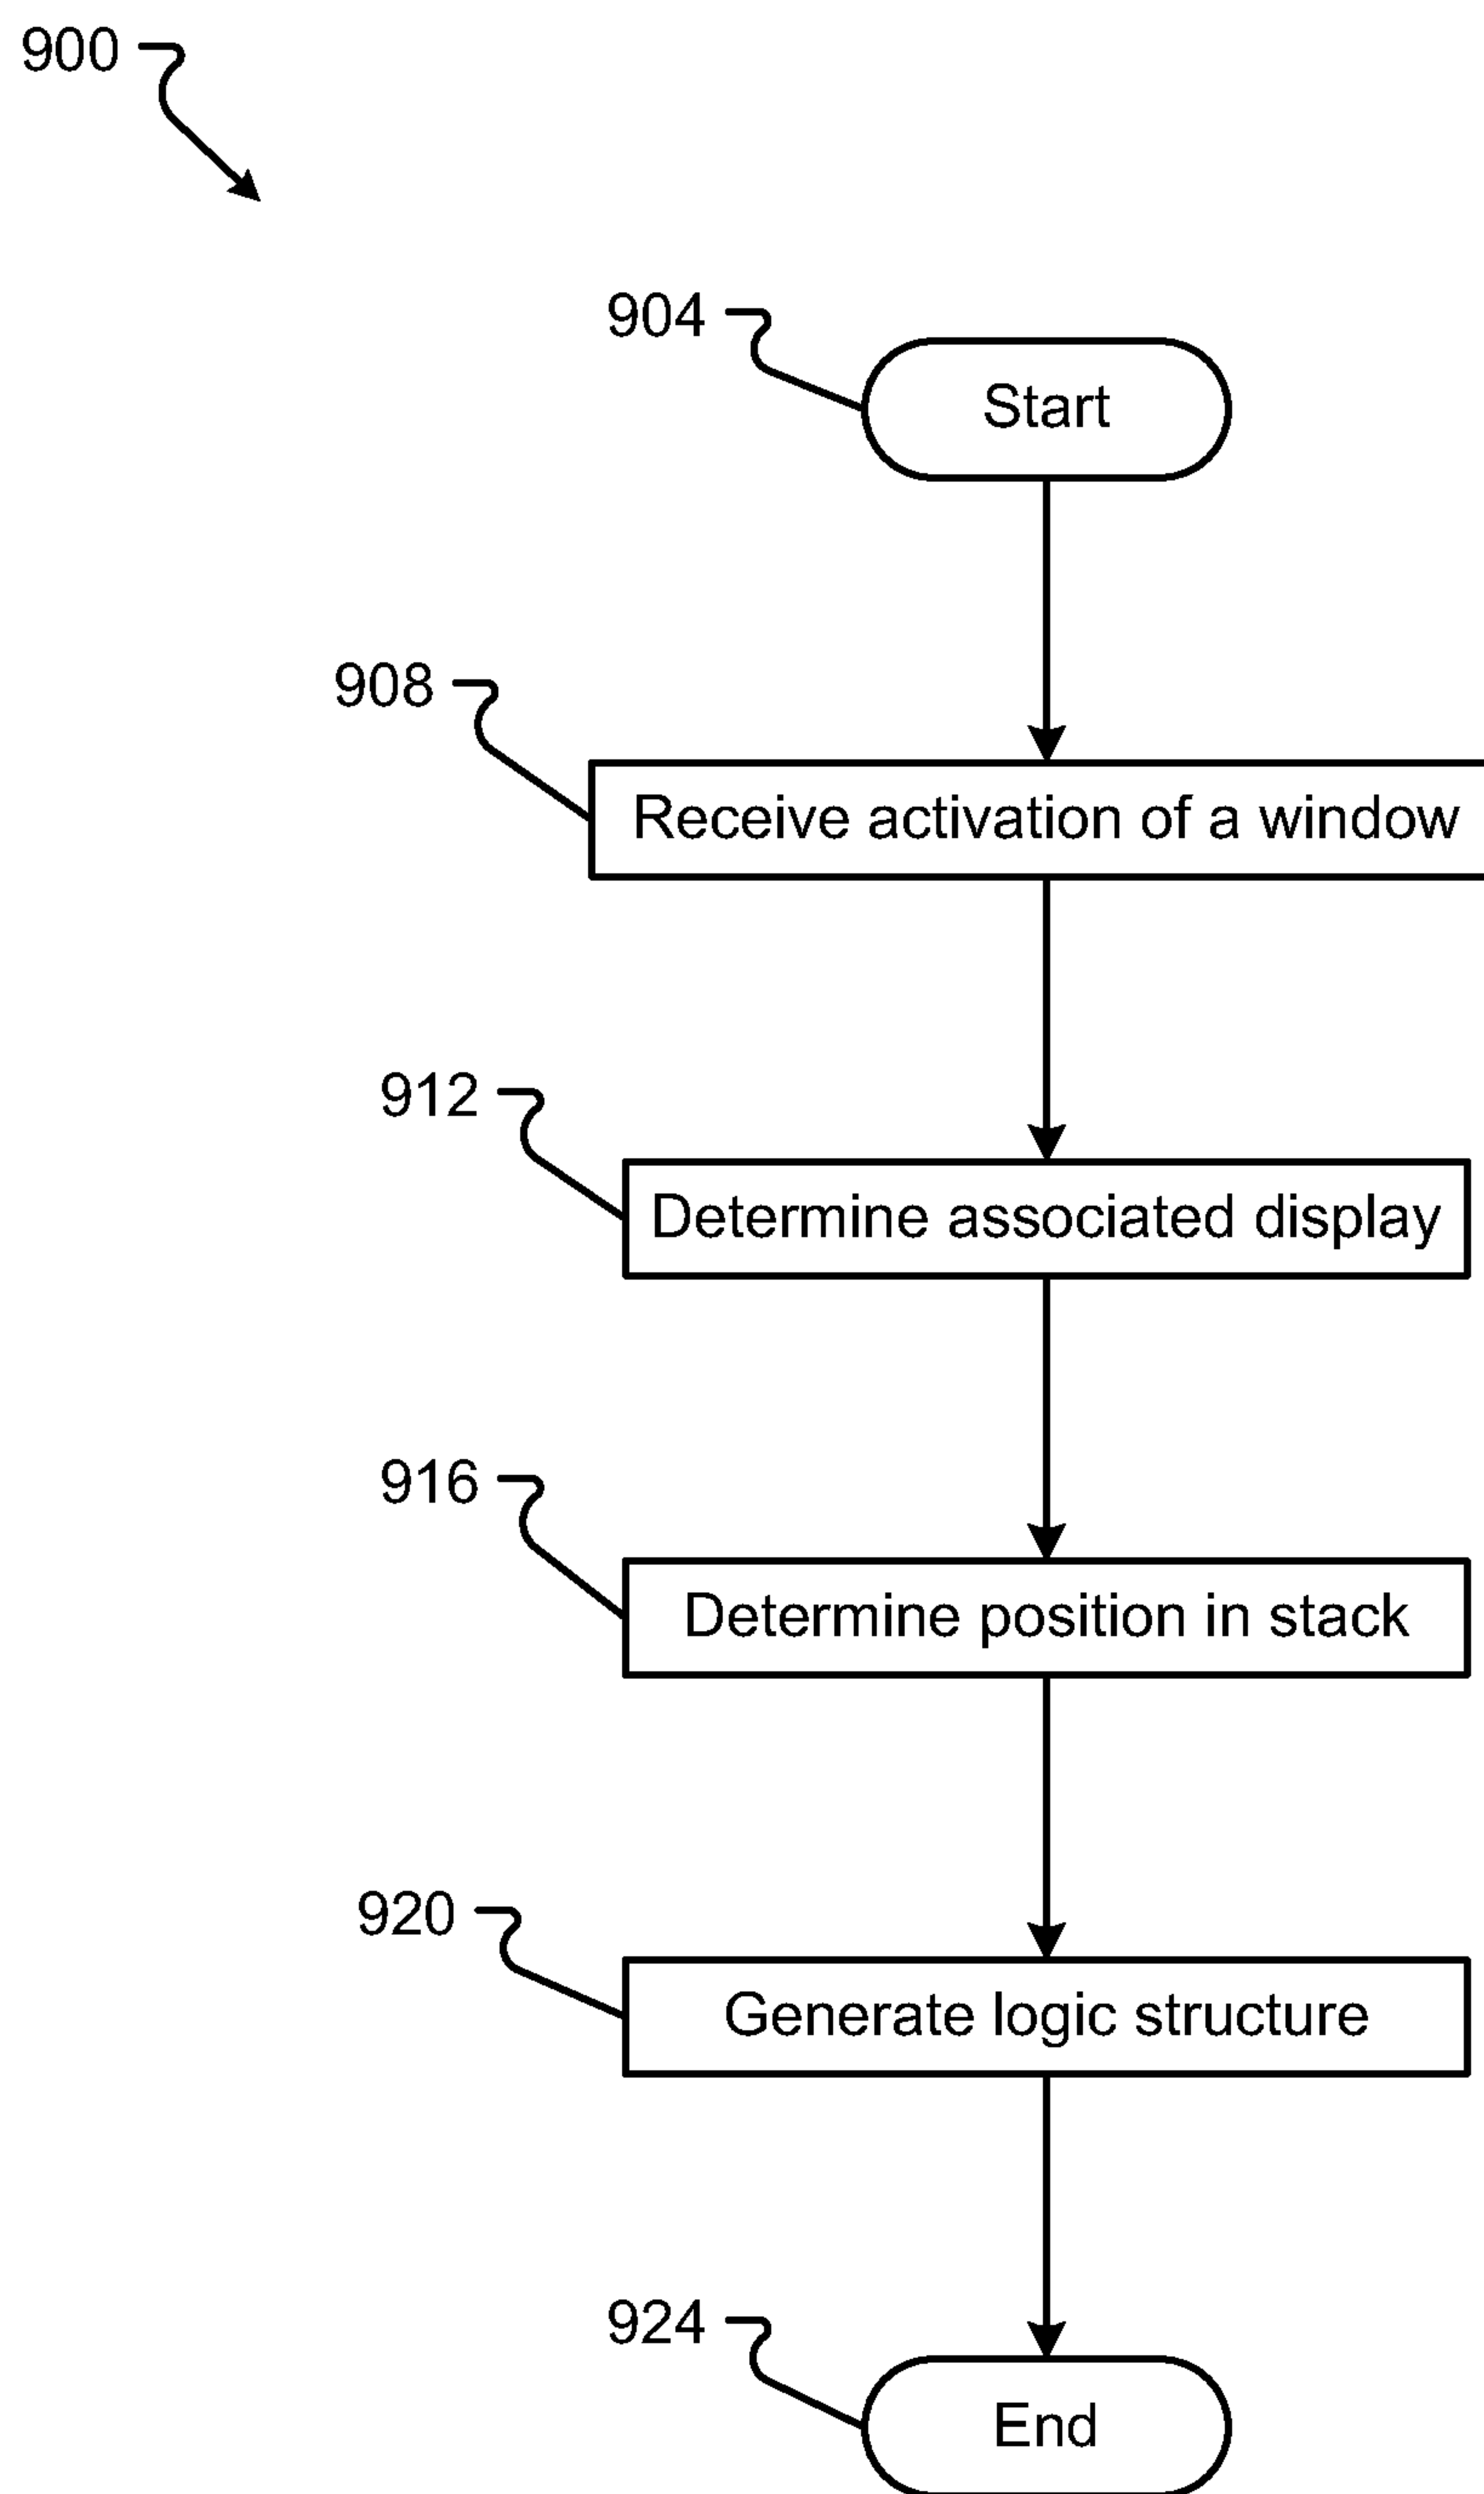 900
904
Start
908
Receive activation of a window
912
Determine associated display
916
Determine position in stack
920
Generate logic structure
924
End